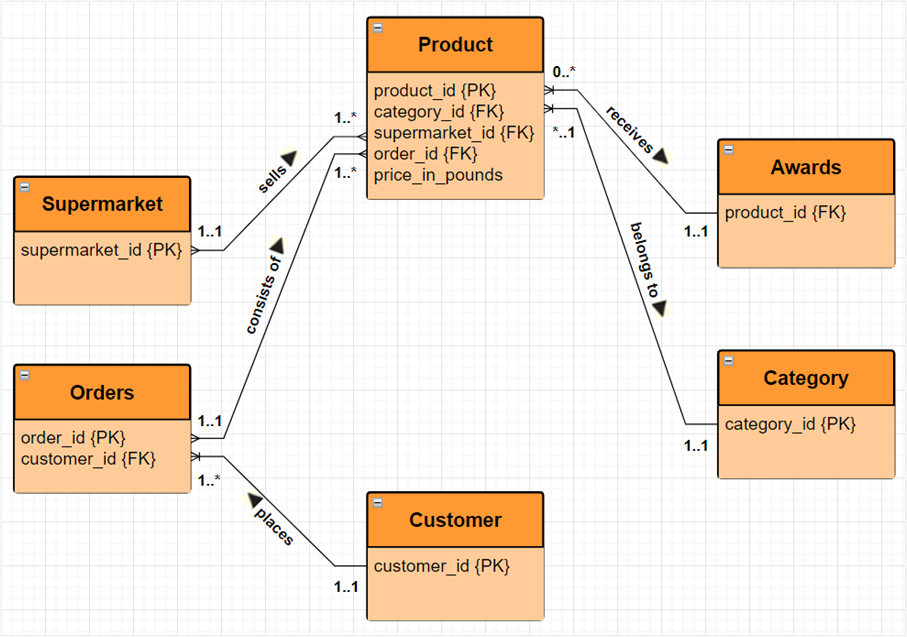 Product
product_id {PK}
category_id {FK}
supermarket_id {FK}
order_id {FK}
price_in_pounds
0..*
*..1
1..*
1..*
receives
sells
Awards
product_id {FK}
1..1
Supermarket
supermarket_id {PK}
1..1
consists of
belongs to
Orders
order_id {PK}
customer_id {FK}
1..1
1..*
places
Category
category_id {PK}
1..1
Customer
customer_id {PK}
1..1